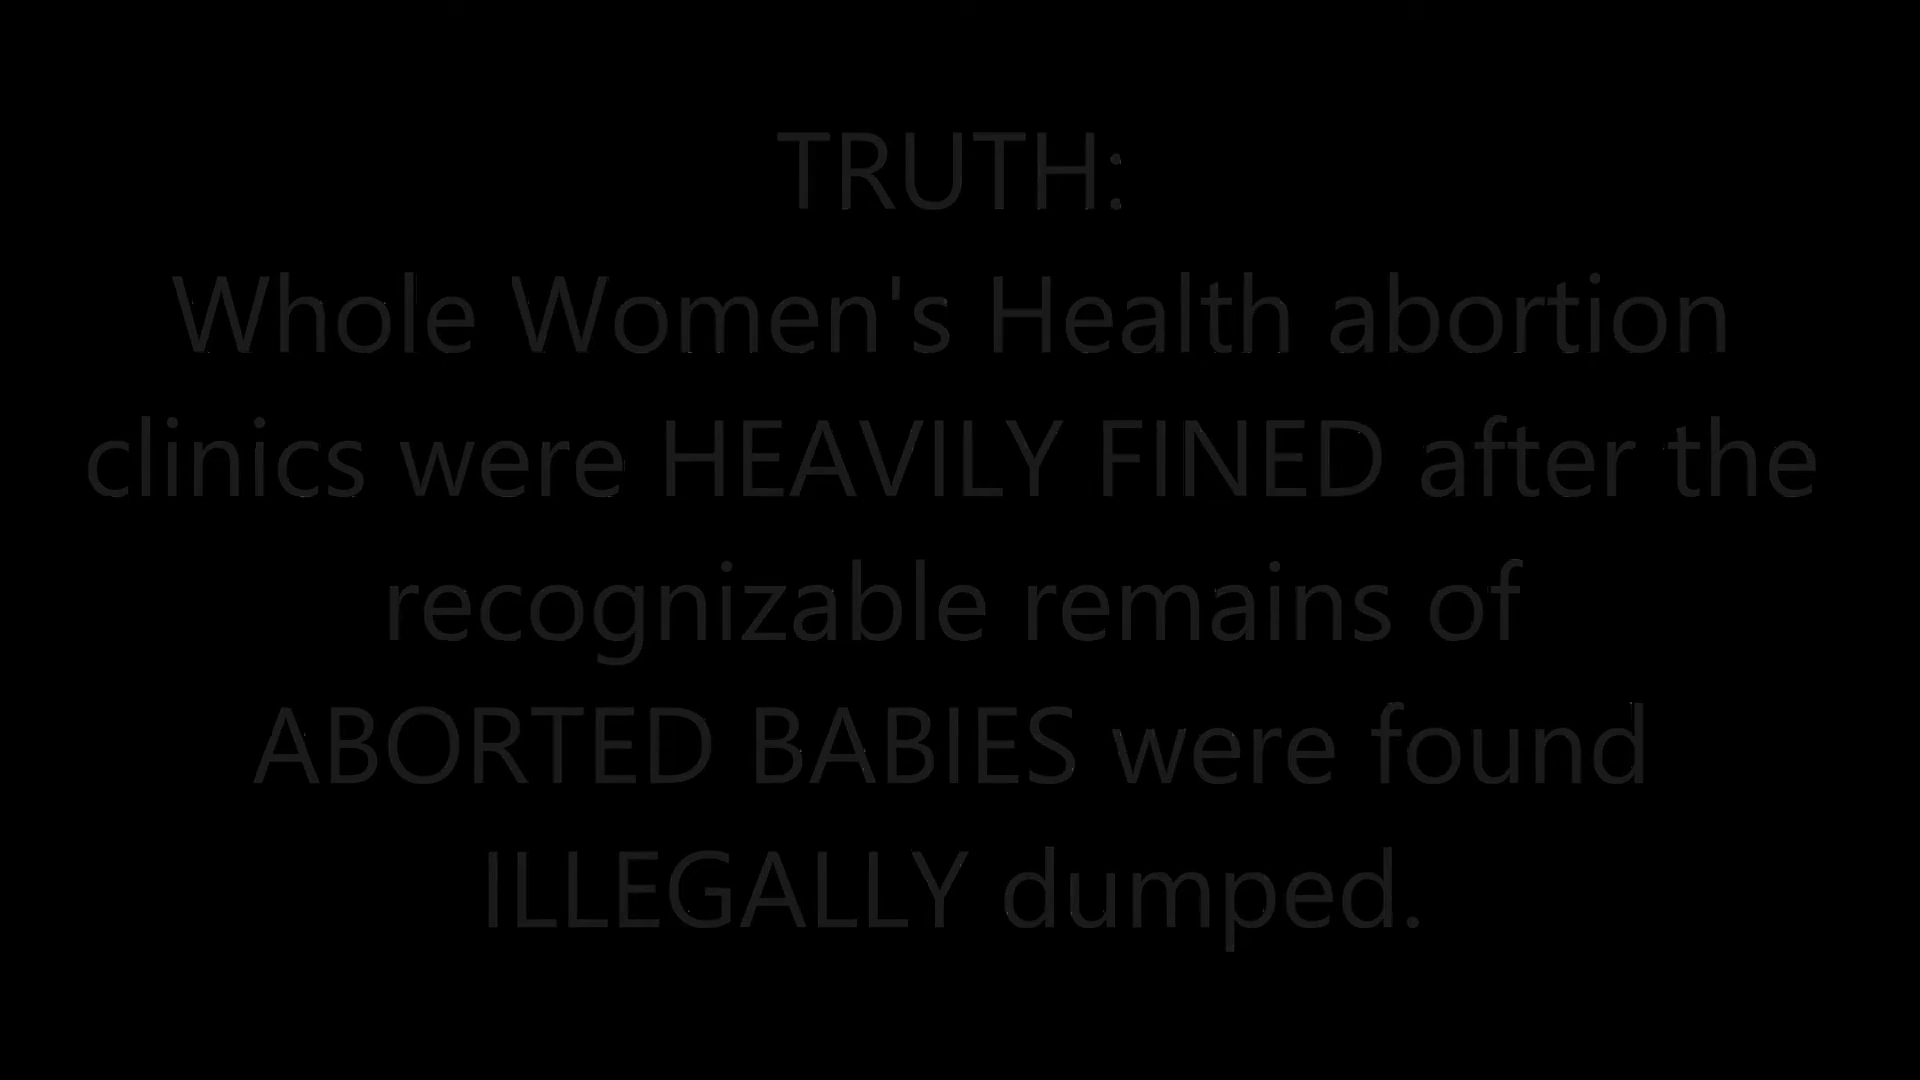 TRUTH:
Whole Women's Health abortion
clinics were HEAVILY FINED after the
recognizable remains of
ABORTED BABIES were found
ILLEGALLY dumped.